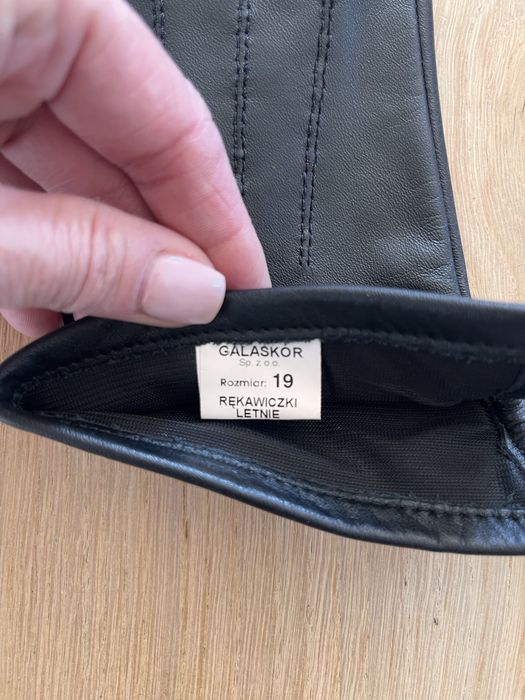 GALASKÓR
Sp. z o.o.
Rozmiar: 19
RĘKAWICZKI
LETNIE